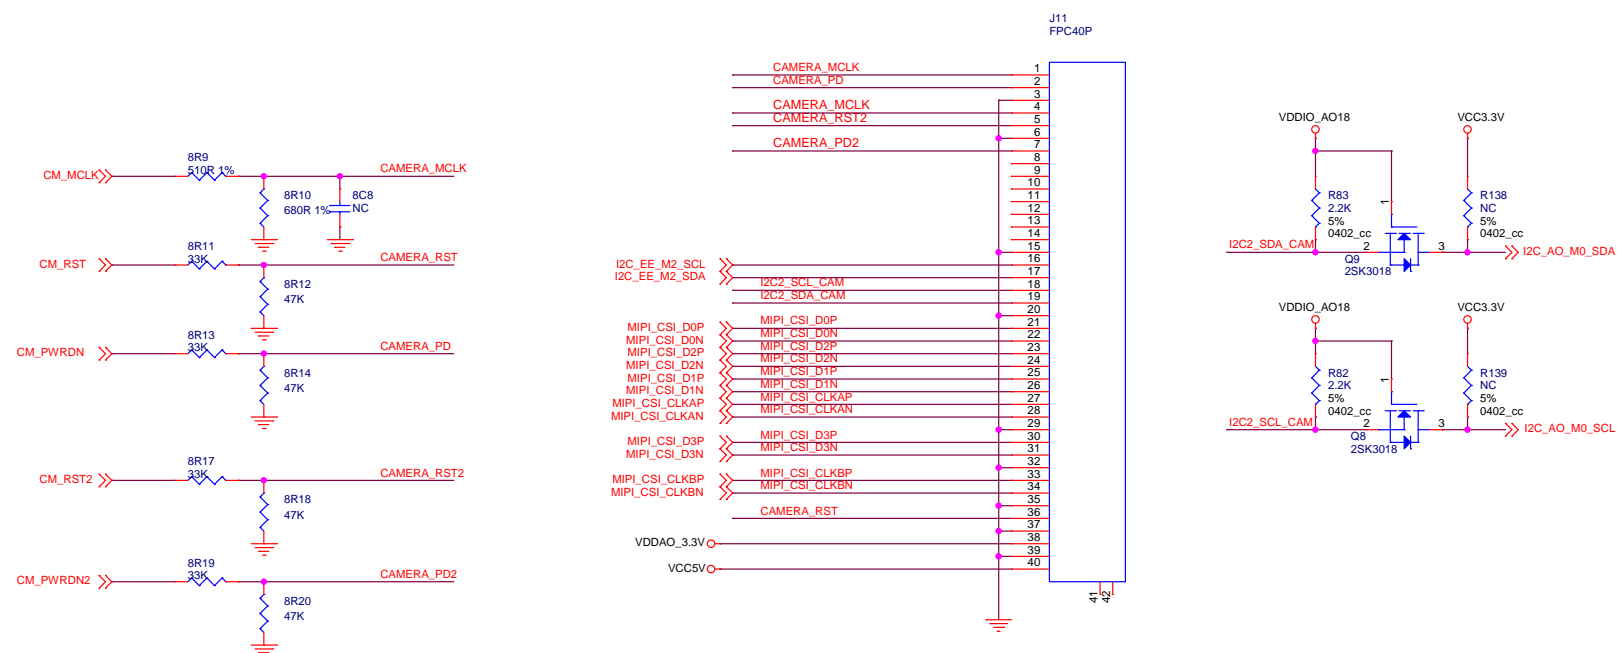 J11
FPC40P
CAMERA_MCLK 1
CAMERA_PD 2
3
CAMERA_MCLK 4
CAMERA_RST2 5
6
CAMERA_PD2 7
8
9
10
11
12
13
14
15
I2C_EE_M2_SCL 16
I2C_EE_M2_SDA 17
I2C2_SCL_CAM 18
I2C2_SDA_CAM 19
20
MIPI_CSI_D0P MIPI_CSI_D0P 21
MIPI_CSI_D0N MIPI_CSI_D0N 22
MIPI_CSI_D2P MIPI_CSI_D2P 23
MIPI_CSI_D2N MIPI_CSI_D2N 24
MIPI_CSI_D1P MIPI_CSI_D1P 25
MIPI_CSI_D1N MIPI_CSI_D1N 26
MIPI_CSI_CLKAP MIPI_CSI_CLKAP 27
MIPI_CSI_CLKAN MIPI_CSI_CLKAN 28
29
MIPI_CSI_D3P MIPI_CSI_D3P 30
MIPI_CSI_D3N MIPI_CSI_D3N 31
32
MIPI_CSI_CLKBP MIPI_CSI_CLKBP 33
MIPI_CSI_CLKBN MIPI_CSI_CLKBN 34
35
CAMERA_RST 36
37
VDDAO_3.3V 38
39
VCC5V 40
41
42
8R9
CM_MCLK 510R 1% CAMERA_MCLK
8R10
680R 1%
8C8
NC
8R11
CM_RST 33K CAMERA_RST
8R12
47K
8R13
CM_PWRDN 33K CAMERA_PD
8R14
47K
8R17
CM_RST2 33K CAMERA_RST2
8R18
47K
8R19
CM_PWRDN2 33K CAMERA_PD2
8R20
47K
VDDIO_AO18 VCC3.3V
R83
2.2K
5%
0402_cc
1
R138
NC
5%
0402_cc
I2C2_SDA_CAM 2 3 I2C_AO_M0_SDA
Q9
2SK3018
VDDIO_AO18 VCC3.3V
R82
2.2K
5%
0402_cc
1
R139
NC
5%
0402_cc
I2C2_SCL_CAM 2 3 I2C_AO_M0_SCL
Q8
2SK3018